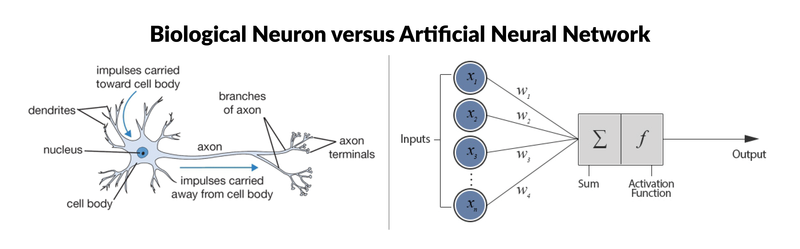 Biological Neuron versus Artificial Neural Network
impulses carried
toward cell body
dendrites
nucleus
cell body
axon
impulses carried
away from cell body
branches
of axon
axon
terminals
Inputs
x1
x2
x3
xn
w1
w2
w3
w4
Σ
f
Sum
Activation
Function
Output